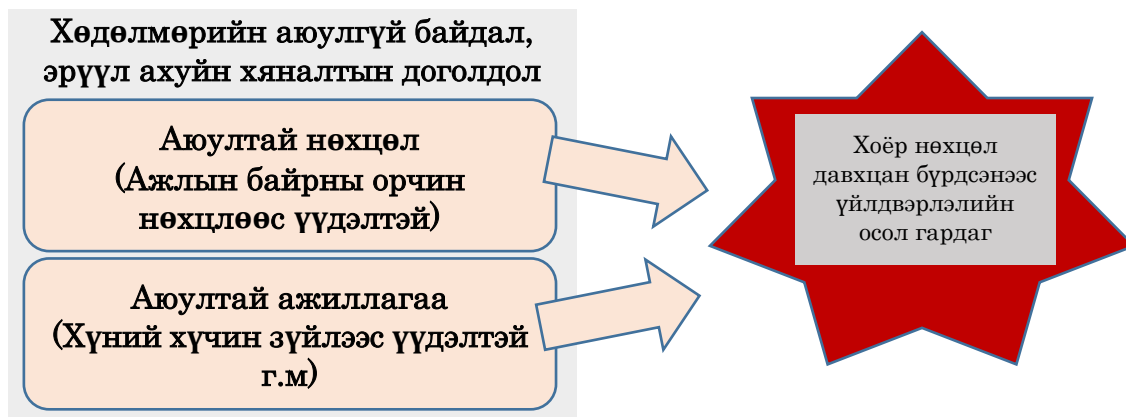 Хөдөлмөрийн аюулгүй байдал,
эрүүл ахуйн хяналтын доголдол
Аюултай нөхцөл
(Ажлын байрны орчин
нөхцлөөс үүдэлтэй)
Аюултай ажиллагаа
(Хүний хүчин зүйлээс үүдэлтэй
г.м)
Хоёр нөхцөл
давхцан бүрдсэнээс
үйлдвэрлэлийн
осол гардаг